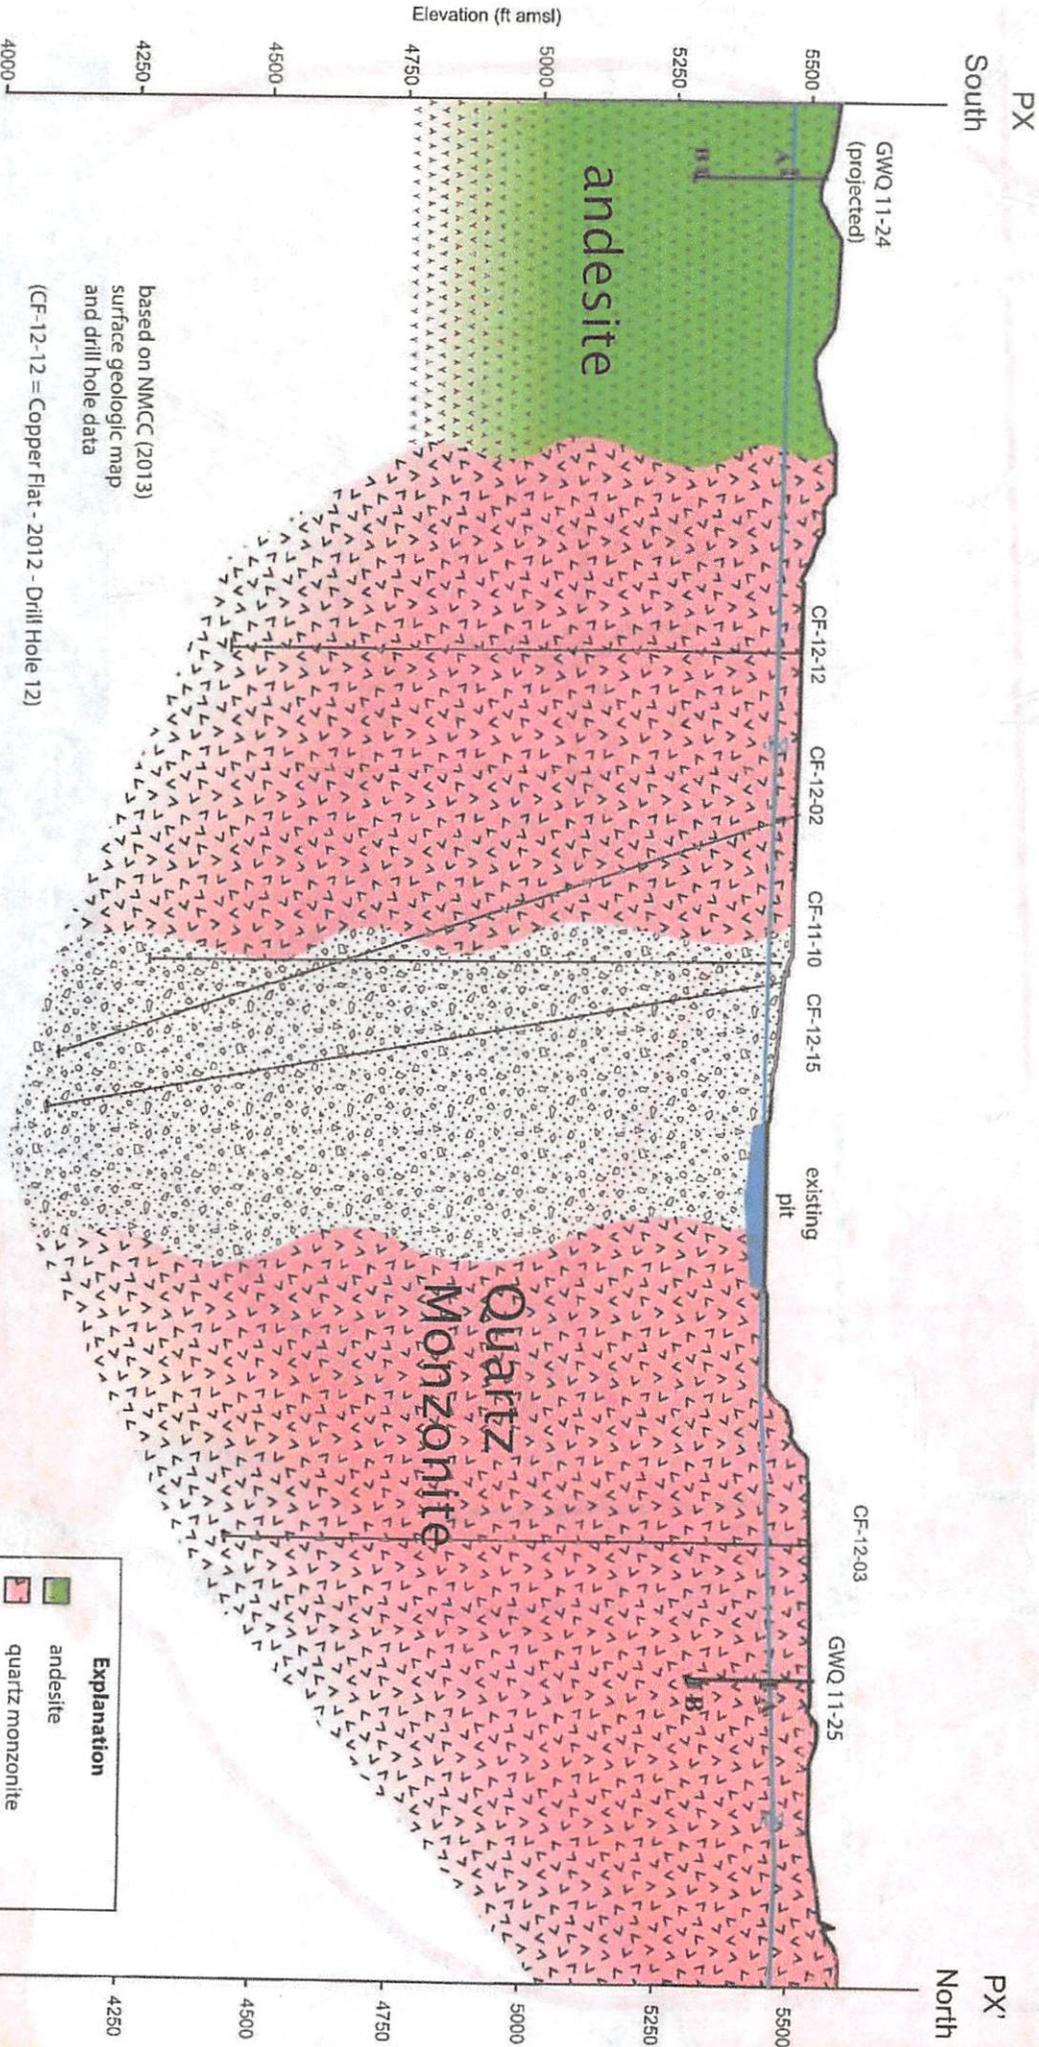 PX
South
PX'
North
Elevation (ft amsl)
5500
5250
5000
4750
4500
4250
4000
GWQ 11-24
(projected)
A
B
andesite
CF-12-12
CF-12-02
CF-11-10
CF-12-15
existing
pit
CF-12-03
GWQ 11-25
B
Quartz
Monzonite
5500
5250
5000
4750
4500
4250
based on NMCC (2013)
surface geologic map
and drill hole data
(CF-12-12 = Copper Flat - 2012 - Drill Hole 12)
Explanation
andesite
quartz monzonite